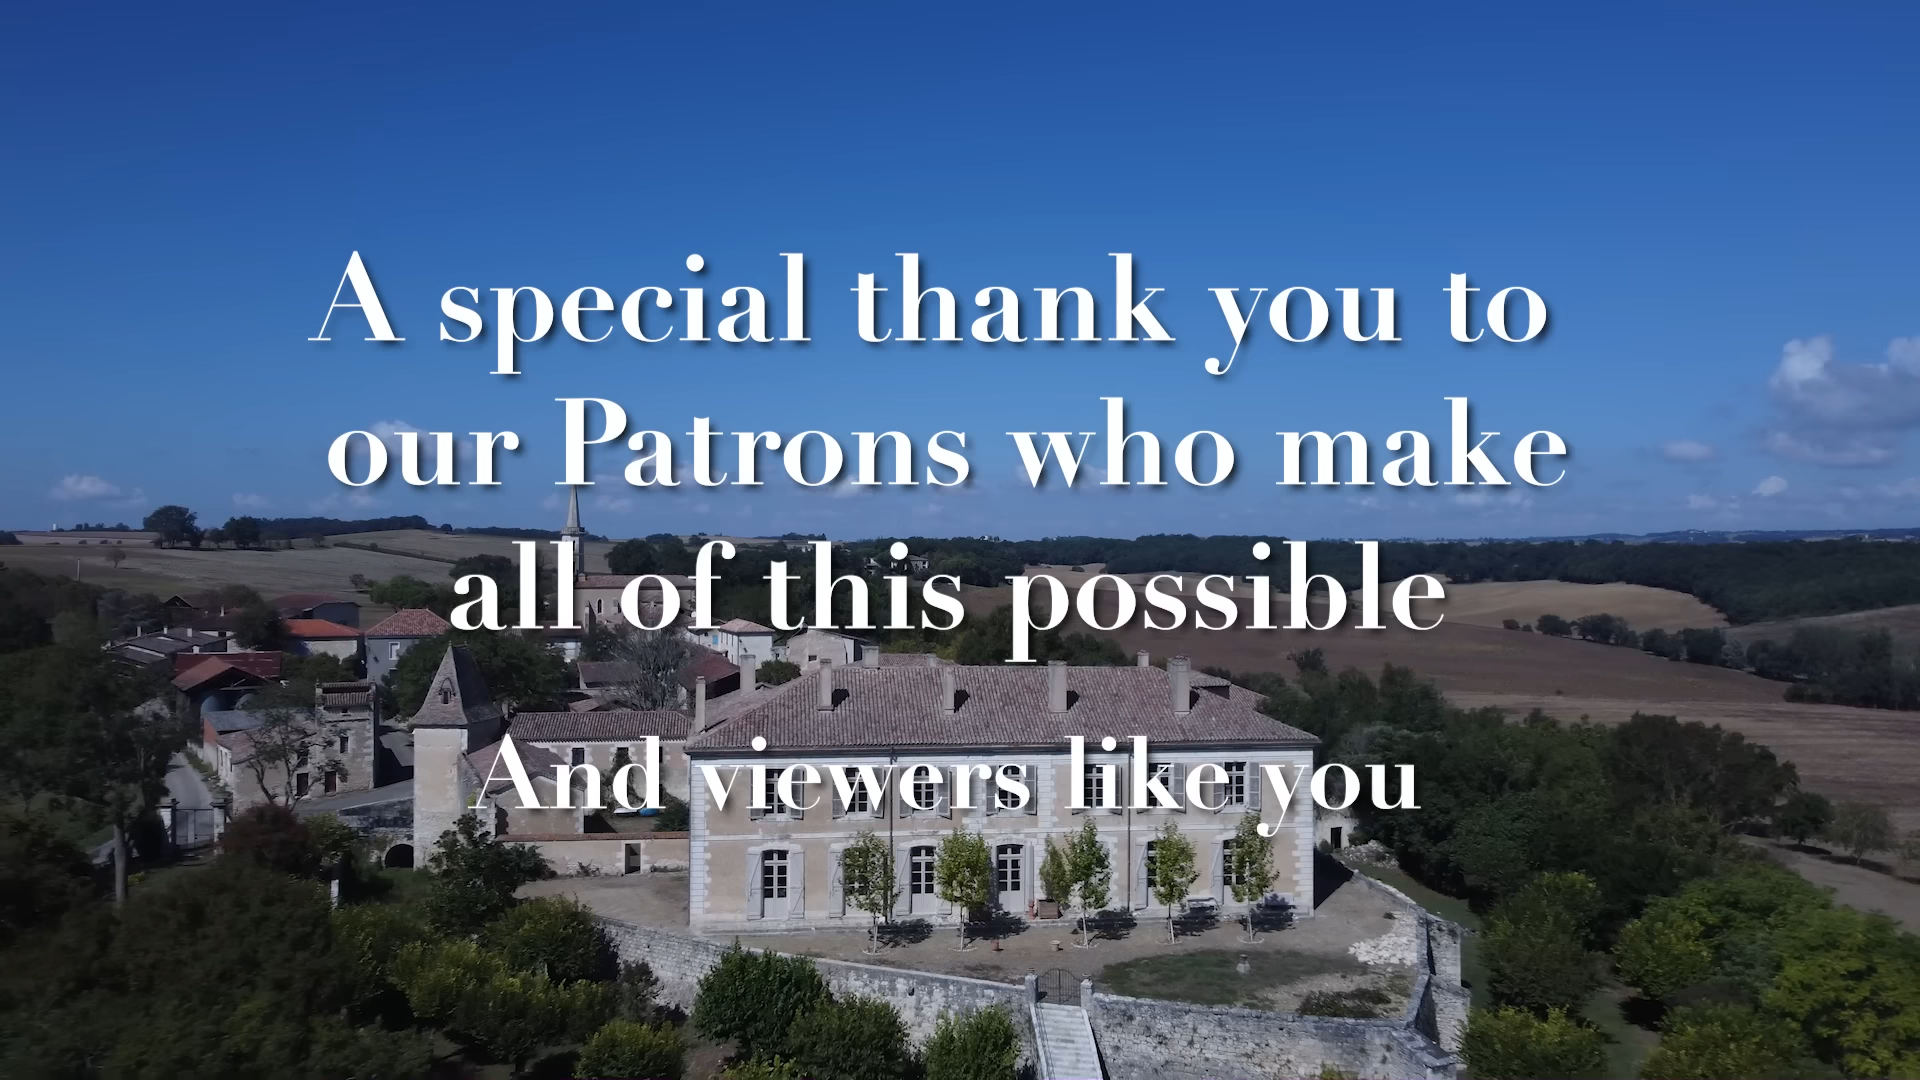 A special thank you to
our Patrons who make
all of this possible
And viewers like you